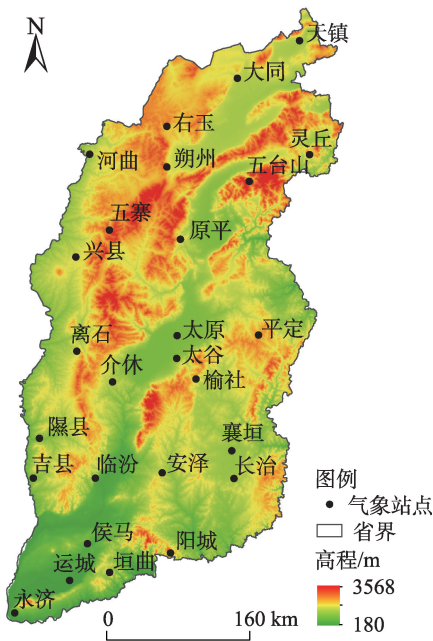 N
天镇
大同
右玉
灵丘
河曲
朔州
五台山
五寨
原平
兴县
离石
太原
平定
介休
太谷
榆社
隰县
襄垣
吉县
临汾
安泽
长治
图例
气象站点
侯马
省界
阳城
高程/m
运城
垣曲
3568
永济
180
0
160 km